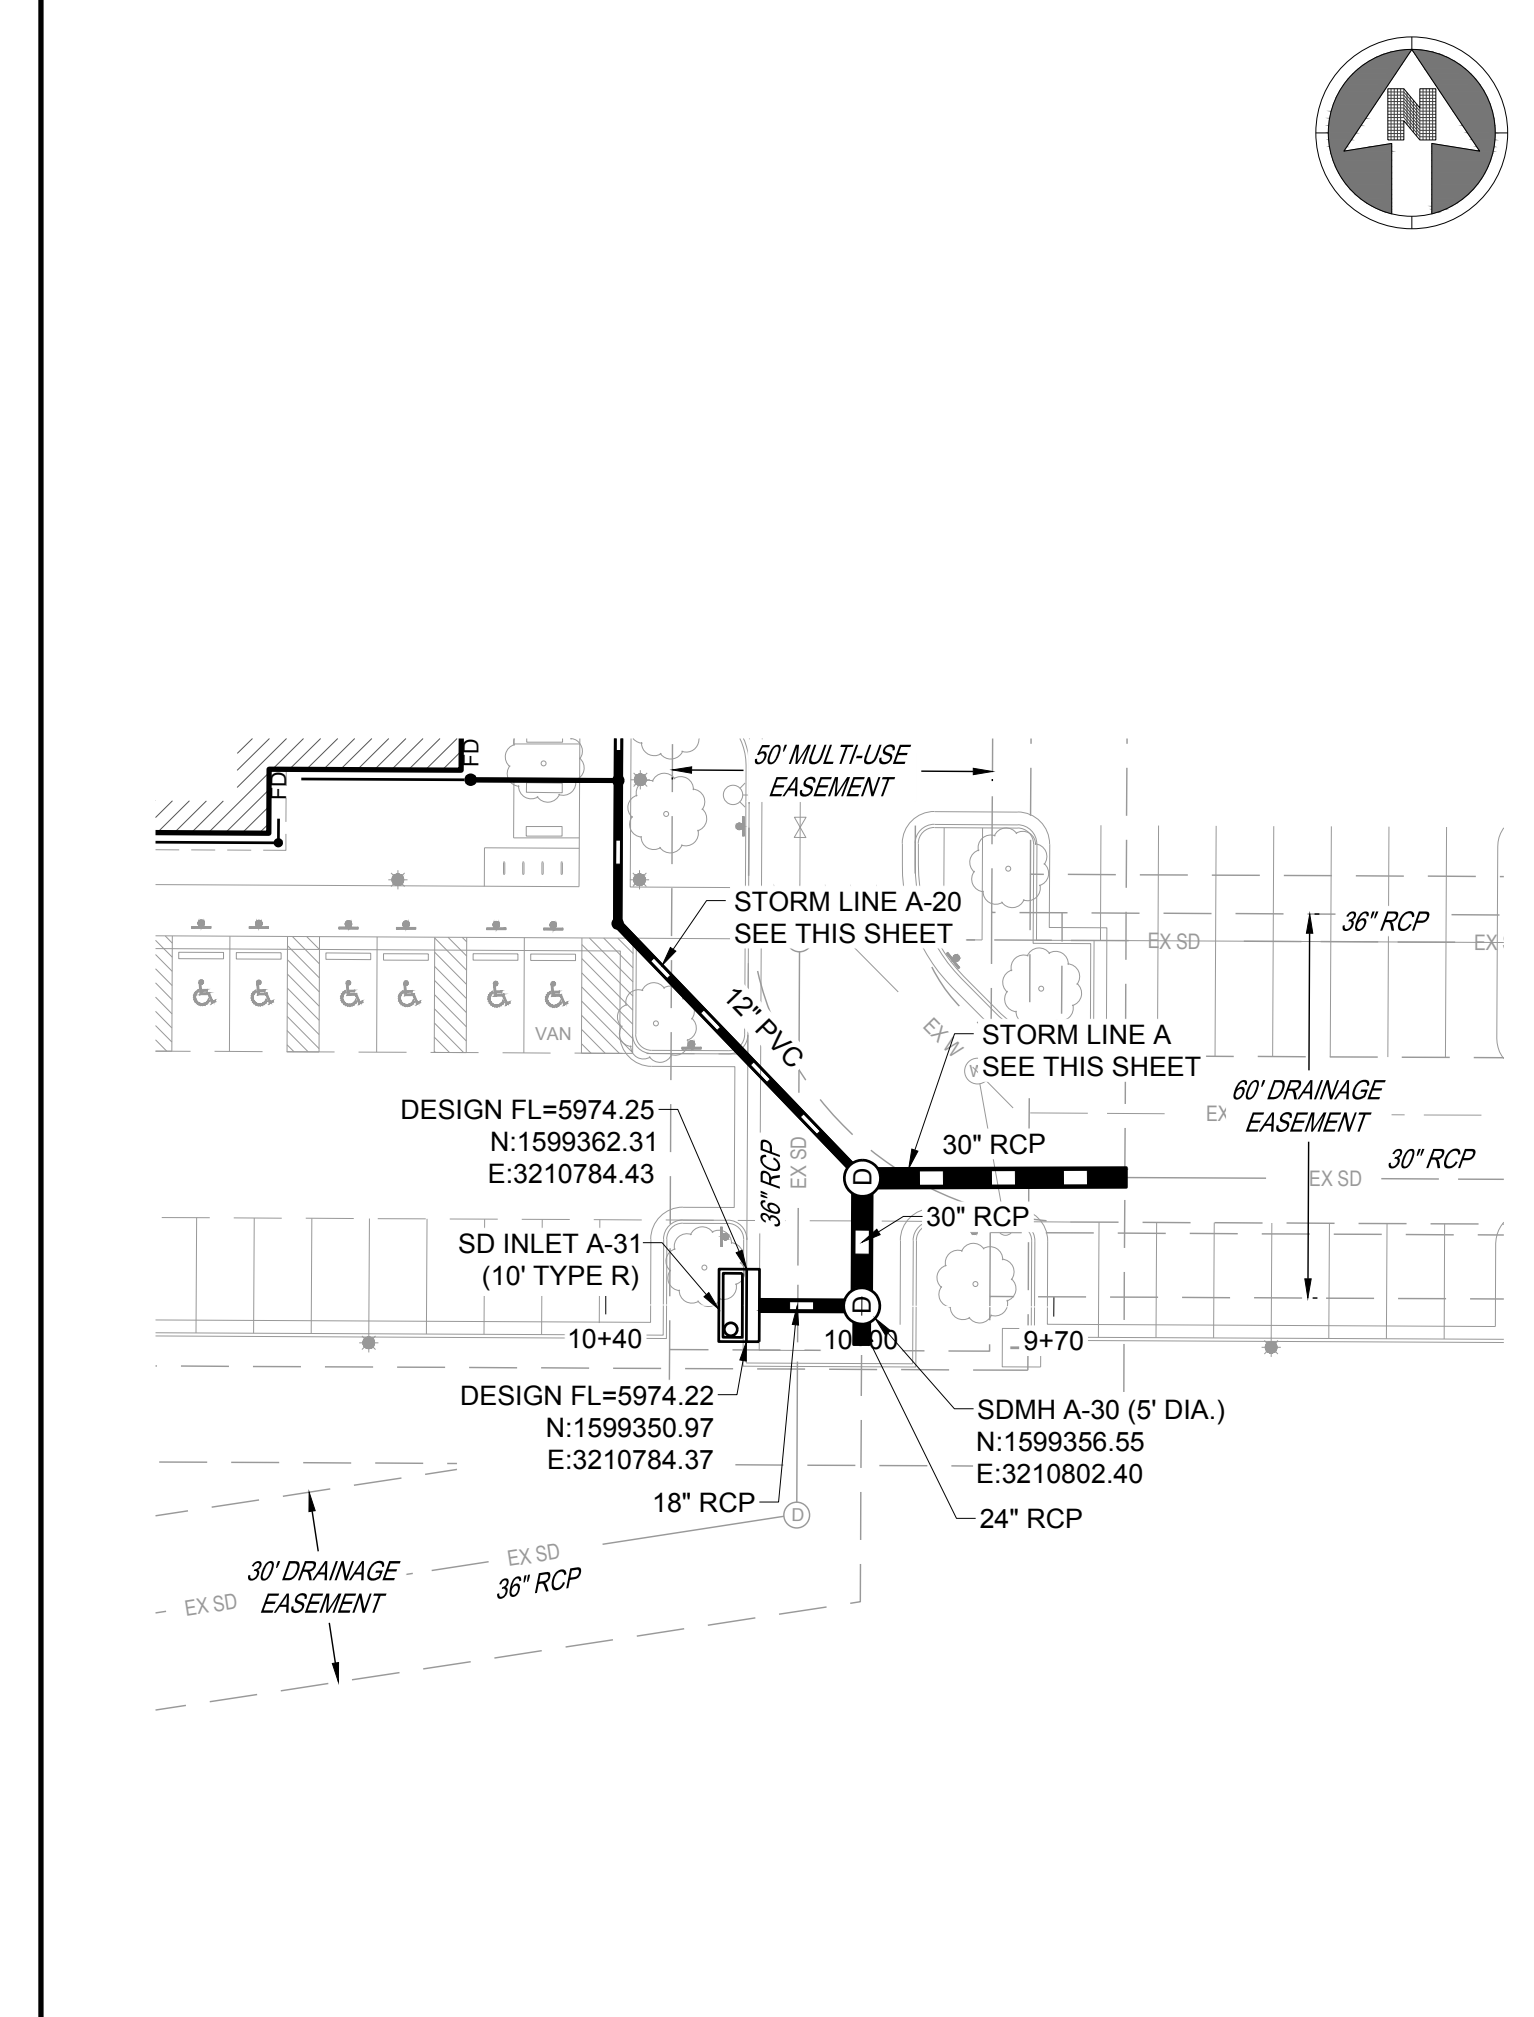 N
FD
FD
50' MULTI-USE
EASEMENT
STORM LINE A-20
SEE THIS SHEET
36" RCP
EX SD
EX
VAN
12" PVC
EX W
W
STORM LINE A
SEE THIS SHEET
60' DRAINAGE
EASEMENT
EX
DESIGN FL=5974.25
N:1599362.31
E:3210784.43
36" RCP
EX SD
D
30" RCP
30" RCP
EX SD
30" RCP
SD INLET A-31
(10' TYPE R)
D
10+40
10+00
9+70
DESIGN FL=5974.22
N:1599350.97
E:3210784.37
18" RCP
SDMH A-30 (5' DIA.)
N:1599356.55
E:3210802.40
24" RCP
D
30' DRAINAGE
EASEMENT
EX SD
36" RCP
EX SD